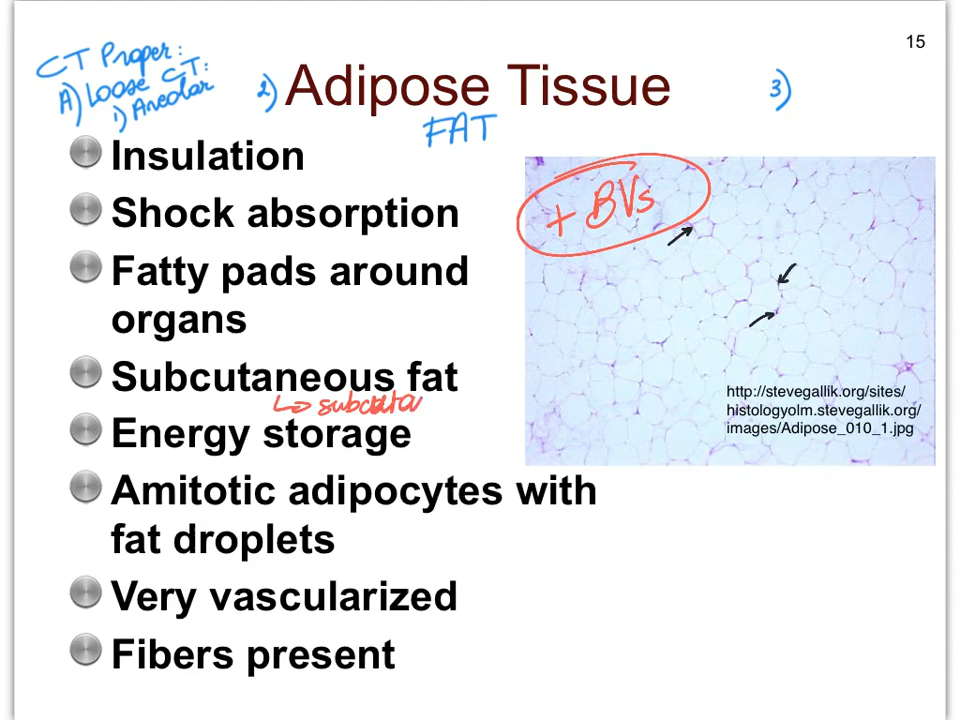 15
CT Proper:
A) Loose CT:
1) Areolar
2) Adipose Tissue 3)
FAT
Insulation
+ BVs
Shock absorption
Fatty pads around
organs
Subcutaneous fat
↳ subcuta
Energy storage
http://stevegallik.org/sites/
histologyolm.stevegallik.org/
images/Adipose_010_1.jpg
Amitotic adipocytes with
fat droplets
Very vascularized
Fibers present